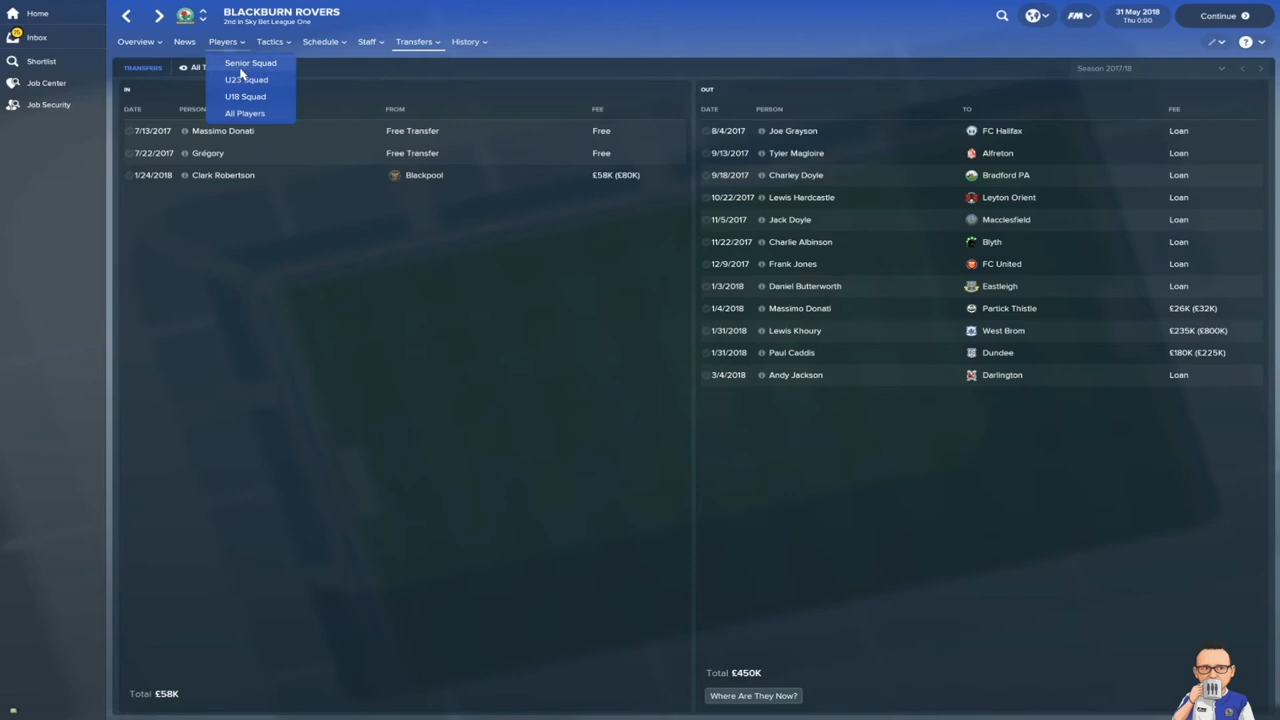 Home
Inbox
Shortlist
Job Center
Job Security
BLACKBURN ROVERS
2nd in Sky Bet League One
FM
31 May 2018
Thu 0:00
Continue
Overview
News
Players
Tactics
Schedule
Staff
Transfers
History
Senior Squad
U23 Squad
U18 Squad
All Players
TRANSFERS
All T
Season 2017/18
IN
DATE PERSON FROM FEE
7/13/2017 Massimo Donati Free Transfer Free
7/22/2017 Grégory Free Transfer Free
1/24/2018 Clark Robertson Blackpool £58K (£80K)
Total £58K
OUT
DATE PERSON TO FEE
8/4/2017 Joe Grayson FC Halifax Loan
9/13/2017 Tyler Magloire Alfreton Loan
9/18/2017 Charley Doyle Bradford PA Loan
10/22/2017 Lewis Hardcastle Leyton Orient Loan
11/5/2017 Jack Doyle Macclesfield Loan
11/22/2017 Charlie Albinson Blyth Loan
12/9/2017 Frank Jones FC United Loan
1/3/2018 Daniel Butterworth Eastleigh Loan
1/4/2018 Massimo Donati Partick Thistle £26K (£32K)
1/31/2018 Lewis Khoury West Brom £235K (£800K)
1/31/2018 Paul Caddis Dundee £180K (£225K)
3/4/2018 Andy Jackson Darlington Loan
Total £450K
Where Are They Now?